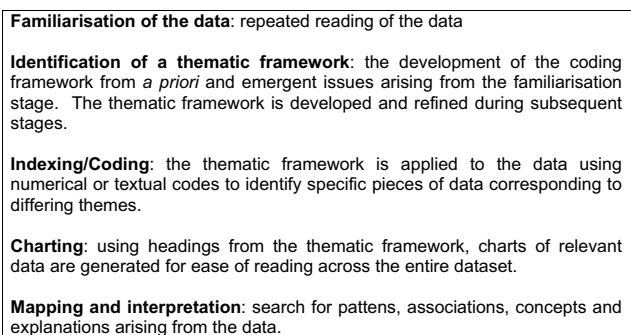 Familiarisation of the data: repeated reading of the data
Identification of a thematic framework: the development of the coding
framework from a priori and emergent issues arising from the familiarisation
stage. The thematic framework is developed and refined during subsequent
stages.
Indexing/Coding: the thematic framework is applied to the data using
numerical or textual codes to identify specific pieces of data corresponding to
differing themes.
Charting: using headings from the thematic framework, charts of relevant
data are generated for ease of reading across the entire dataset.
Mapping and interpretation: search for pattens, associations, concepts and
explanations arising from the data.